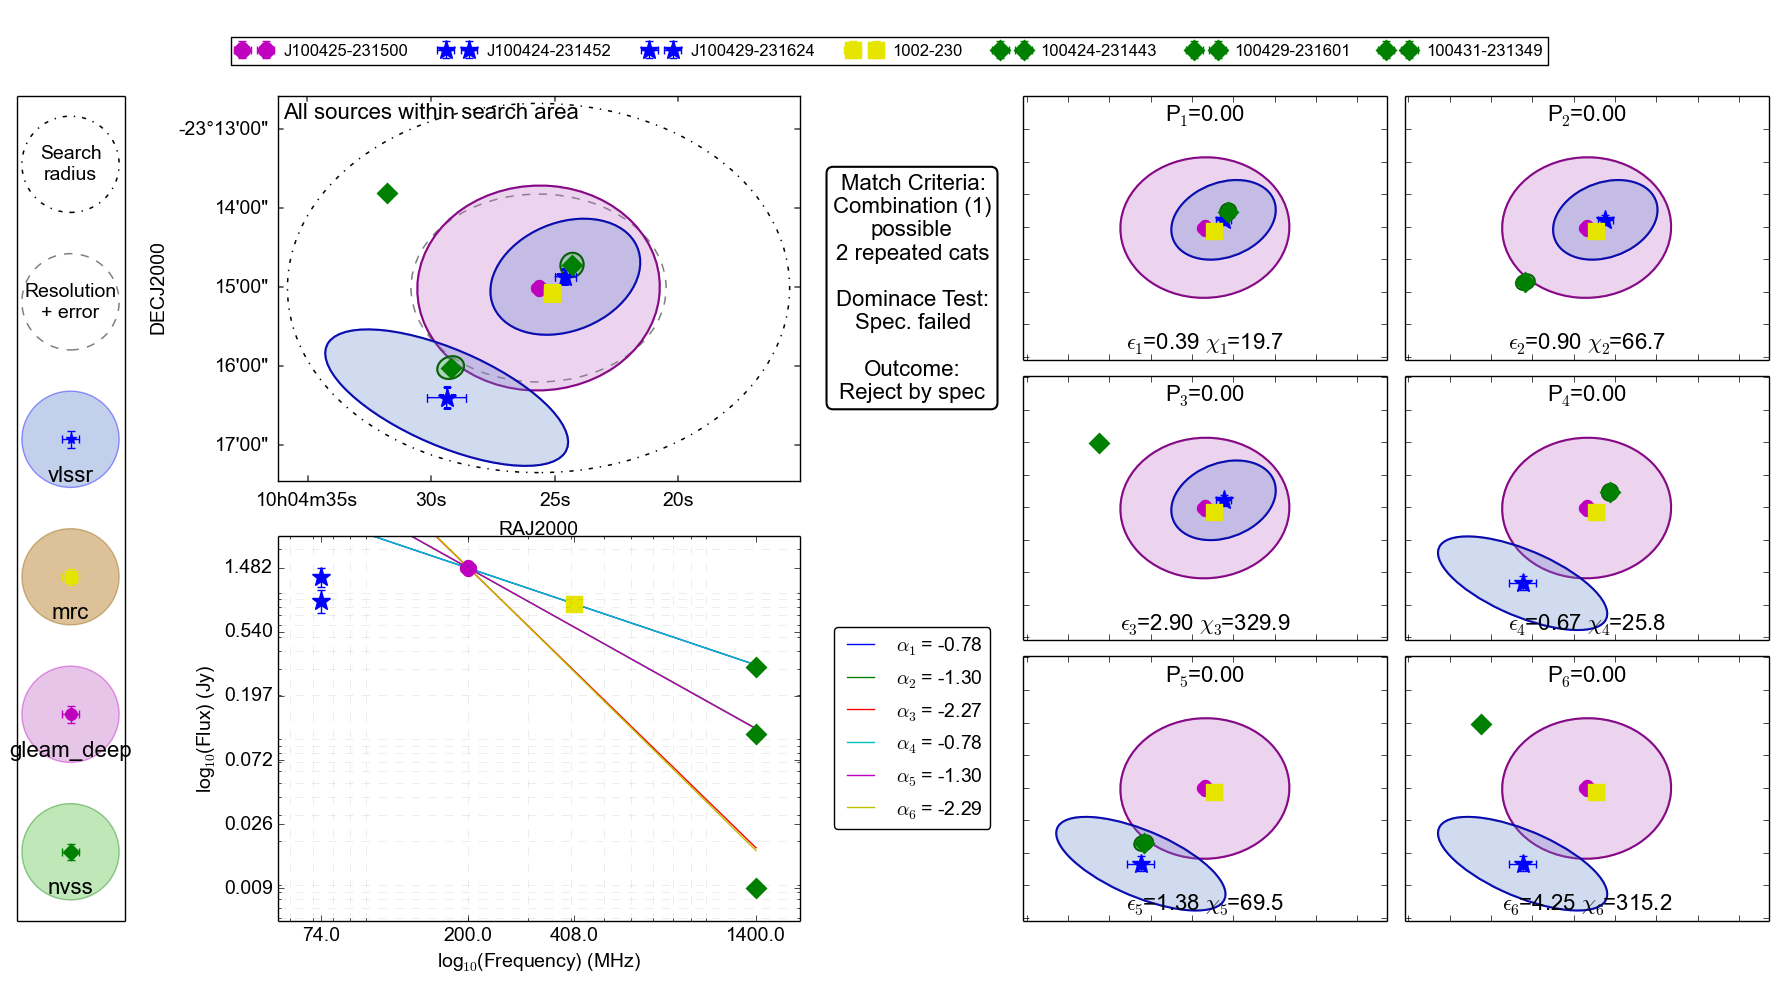 J100425-231500 J100424-231452 J100429-231624 1002-230 100424-231443 100429-231601 100431-231349
Search
radius
Resolution
+ error
vlssr
mrc
gleam_deep
nvss
All sources within search area
DECJ2000
-23°13'00"
14'00"
15'00"
16'00"
17'00"
10h04m35s 30s 25s 20s
RAJ2000
log10(Flux) (Jy)
1.482
0.540
0.197
0.072
0.026
0.009
74.0 200.0 408.0 1400.0
log10(Frequency) (MHz)
Match Criteria:
Combination (1)
possible
2 repeated cats
Dominace Test:
Spec. failed
Outcome:
Reject by spec
α1 = -0.78
α2 = -1.30
α3 = -2.27
α4 = -0.78
α5 = -1.30
α6 = -2.29
P1=0.00
ϵ1=0.39 χ1=19.7
P2=0.00
ϵ2=0.90 χ2=66.7
P3=0.00
ϵ3=2.90 χ3=329.9
P4=0.00
ϵ4=0.67 χ4=25.8
P5=0.00
ϵ5=1.38 χ5=69.5
P6=0.00
ϵ6=4.25 χ6=315.2